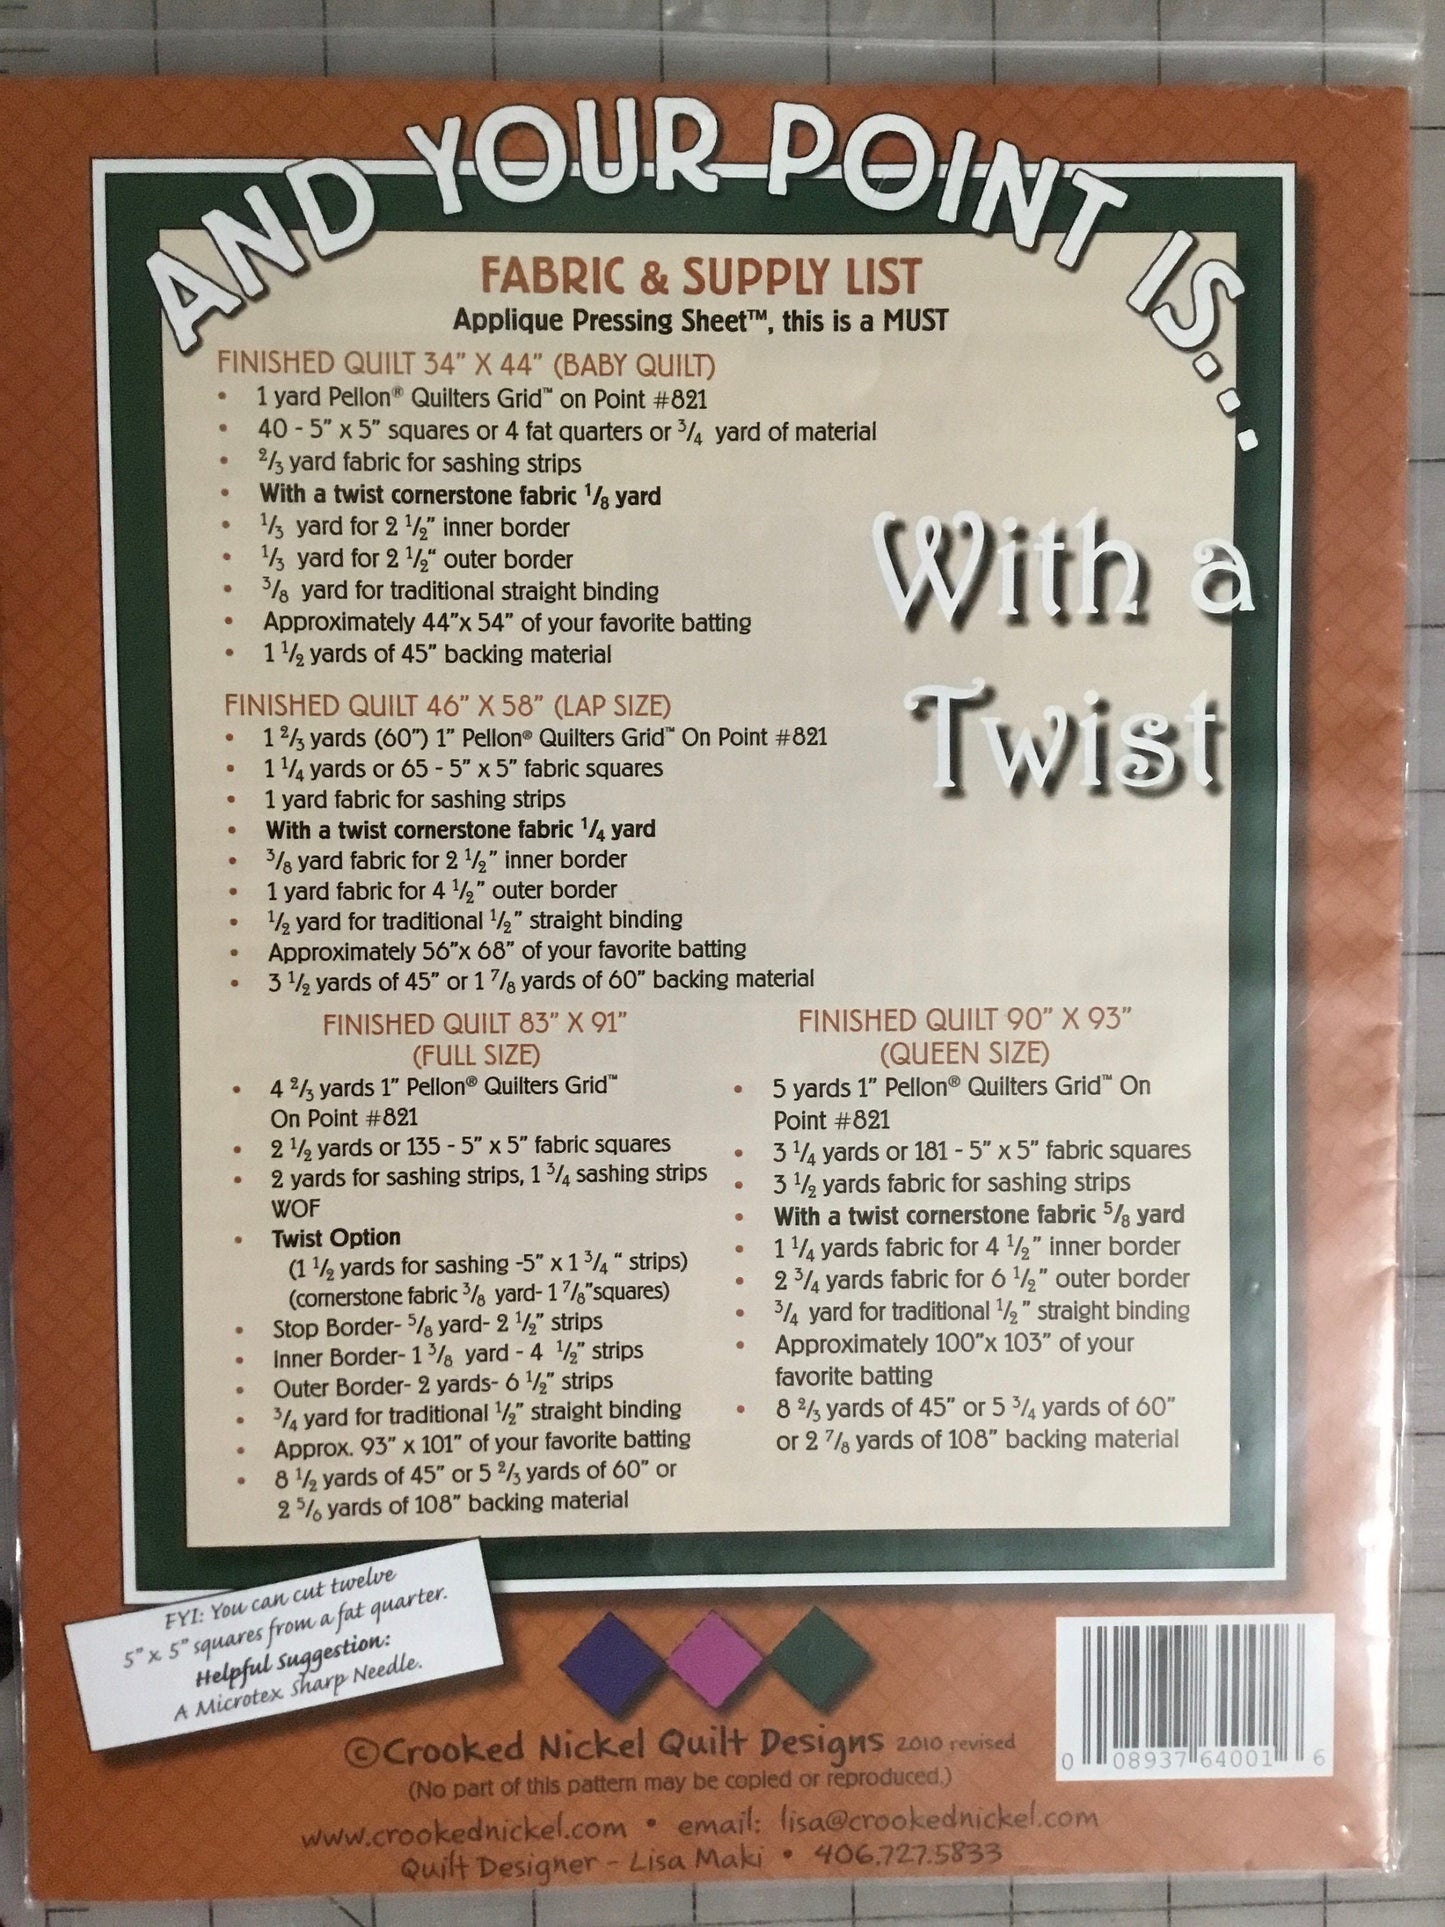 AND YOUR POINT IS...
FABRIC & SUPPLY LIST
Applique Pressing Sheet™, this is a MUST
FINISHED QUILT 34" X 44" (BABY QUILT)
• 1 yard Pellon® Quilters Grid™ on Point #821
• 40 - 5" x 5" squares or 4 fat quarters or 3/4 yard of material
• 2/3 yard fabric for sashing strips
• With a twist cornerstone fabric 1/8 yard
• 1/3 yard for 2 1/2" inner border
• 1/3 yard for 2 1/2" outer border
• 3/8 yard for traditional straight binding
• Approximately 44"x 54" of your favorite batting
• 1 1/2 yards of 45" backing material
With a
Twist
FINISHED QUILT 46" X 58" (LAP SIZE)
• 1 2/3 yards (60") 1" Pellon® Quilters Grid™ On Point #821
• 1 1/4 yards or 65 - 5" x 5" fabric squares
• 1 yard fabric for sashing strips
• With a twist cornerstone fabric 1/4 yard
• 3/8 yard fabric for 2 1/2" inner border
• 1 yard fabric for 4 1/2" outer border
• 1/2 yard for traditional 1/2" straight binding
• Approximately 56"x 68" of your favorite batting
• 3 1/2 yards of 45" or 1 7/8 yards of 60" backing material
FINISHED QUILT 83" X 91"
(FULL SIZE)
• 4 2/3 yards 1" Pellon® Quilters Grid™
On Point #821
• 2 1/2 yards or 135 - 5" x 5" fabric squares
• 2 yards for sashing strips, 1 3/4 sashing strips
WOF
• Twist Option
(1 1/2 yards for sashing -5" x 1 3/4 " strips)
(cornerstone fabric 3/8 yard- 1 7/8"squares)
• Stop Border- 5/8 yard- 2 1/2" strips
• Inner Border- 1 3/8 yard - 4 1/2" strips
• Outer Border- 2 yards- 6 1/2" strips
• 3/4 yard for traditional 1/2" straight binding
• Approx. 93" x 101" of your favorite batting
• 8 1/2 yards of 45" or 5 2/3 yards of 60" or
2 5/6 yards of 108" backing material
FINISHED QUILT 90" X 93"
(QUEEN SIZE)
• 5 yards 1" Pellon® Quilters Grid™ On
Point #821
• 3 1/4 yards or 181 - 5" x 5" fabric squares
• 3 1/2 yards fabric for sashing strips
• With a twist cornerstone fabric 5/8 yard
• 1 1/4 yards fabric for 4 1/2" inner border
• 2 3/4 yards fabric for 6 1/2" outer border
• 3/4 yard for traditional 1/2" straight binding
• Approximately 100"x 103" of your
favorite batting
• 8 2/3 yards of 45" or 5 3/4 yards of 60"
or 2 7/8 yards of 108" backing material
FYI: You can cut twelve
5" x 5" squares from a fat quarter.
Helpful Suggestion:
A Microtex Sharp Needle.
©Crooked Nickel Quilt Designs 2010 revised
(No part of this pattern may be copied or reproduced.)
www.crookednickel.com • email: lisa@crookednickel.com
Quilt Designer - Lisa Maki • 406.727.5833
0 08937 64001 6